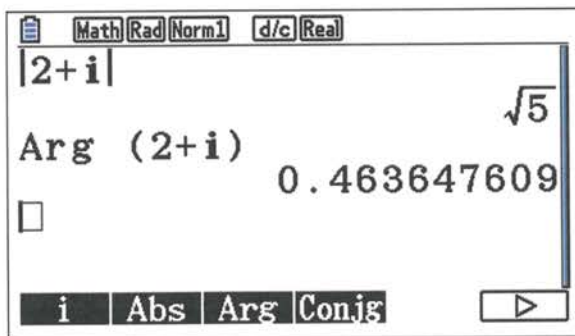 Math Rad Norm1 d/c Real
|2+i|
√5
Arg (2+i)
0.463647609
i Abs Arg Conjg